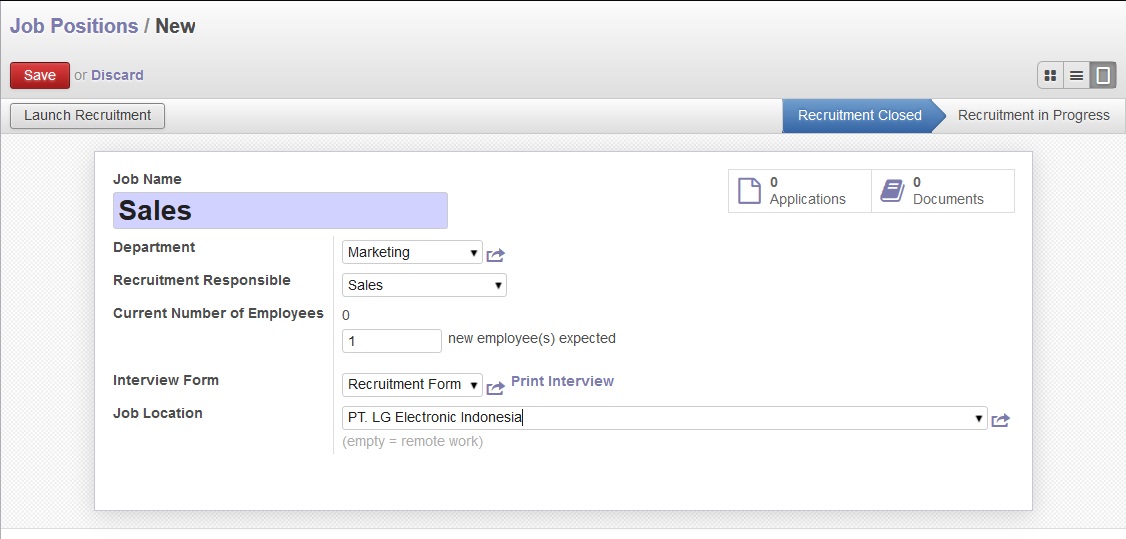 Job Positions / New
Save or Discard
Launch Recruitment
Recruitment Closed
Recruitment in Progress
Job Name
Sales
0
Applications
0
Documents
Department
Marketing
Recruitment Responsible
Sales
Current Number of Employees
0
1 new employee(s) expected
Interview Form
Recruitment Form
Print Interview
Job Location
PT. LG Electronic Indonesia
(empty = remote work)